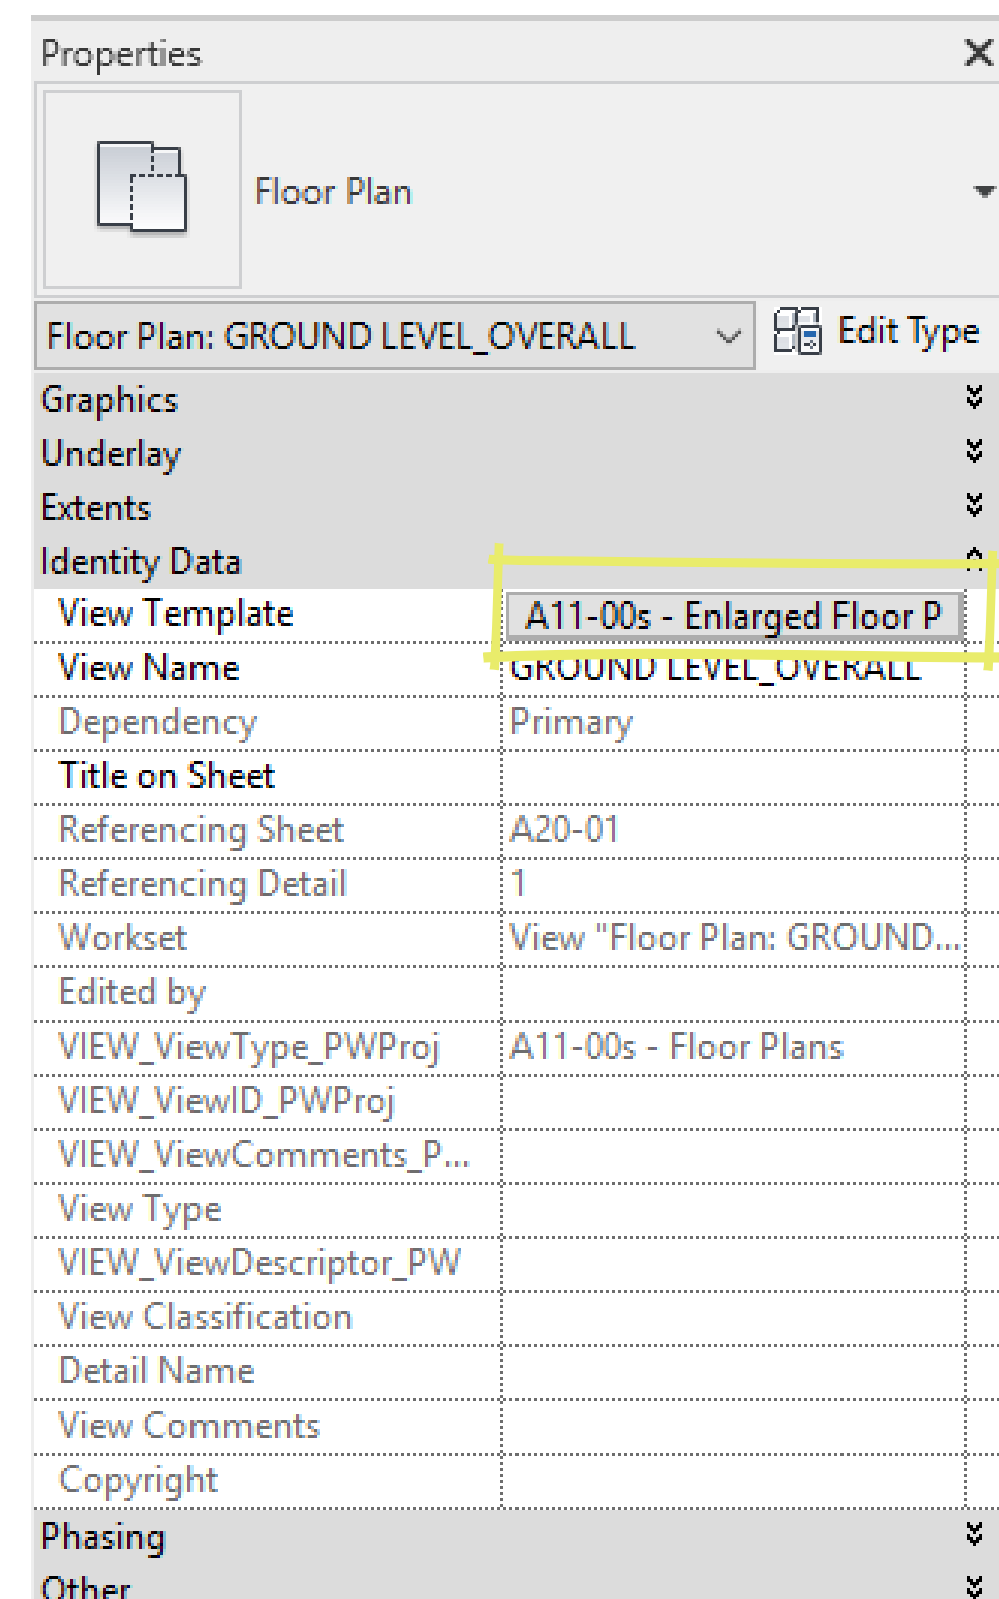 Properties
Floor Plan
Floor Plan: GROUND LEVEL_OVERALL Edit Type
Graphics
Underlay
Extents
Identity Data
View Template A11-00s - Enlarged Floor P
View Name GROUND LEVEL_OVERALL
Dependency Primary
Title on Sheet
Referencing Sheet A20-01
Referencing Detail 1
Workset View "Floor Plan: GROUND...
Edited by
VIEW_ViewType_PWProj A11-00s - Floor Plans
VIEW_ViewID_PWProj
VIEW_ViewComments_P...
View Type
VIEW_ViewDescriptor_PW
View Classification
Detail Name
View Comments
Copyright
Phasing
Other